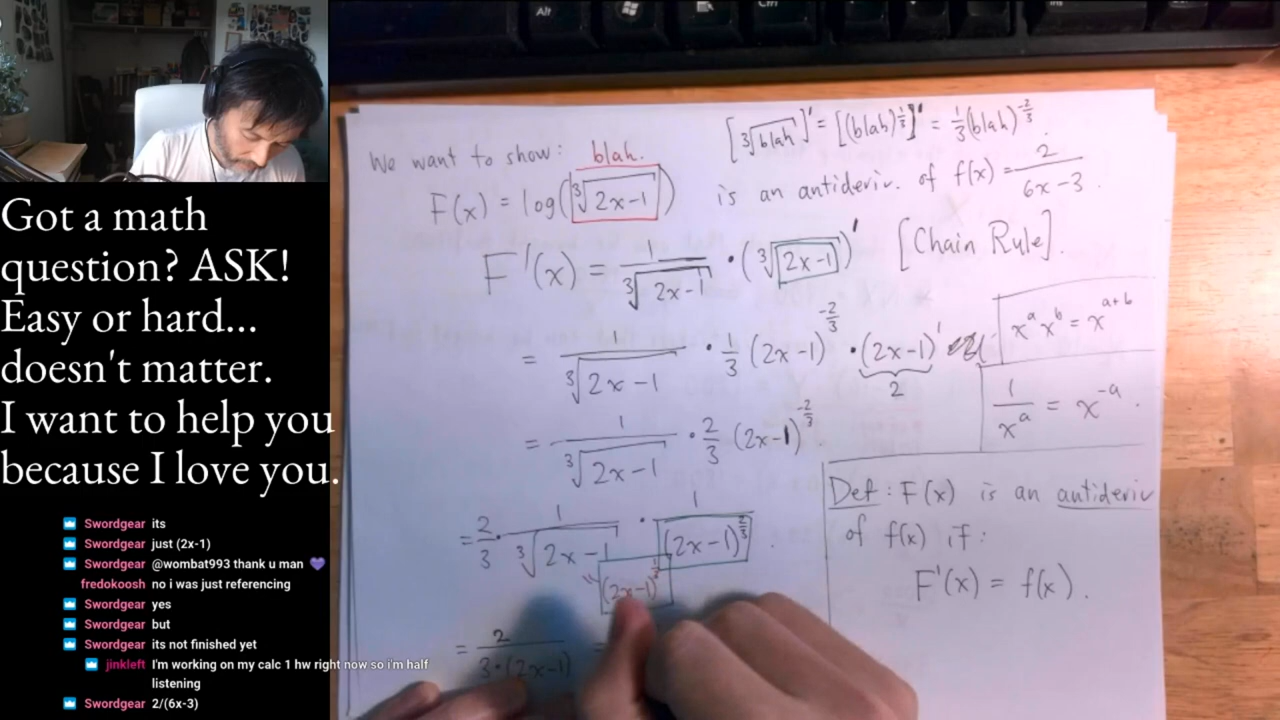 Alt
Ctrl
Got a math
question? ASK!
Easy or hard...
doesn't matter.
I want to help you
because I love you.
Swordgear its
Swordgear just (2x-1)
Swordgear @wombat993 thank u man
fredokoosh no i was just referencing
Swordgear yes
Swordgear but
Swordgear its not finished yet
jinkleft I'm working on my calc 1 hw right now so i'm half
listening
Swordgear 2/(6x-3)
[∛blah]' = [(blah)^{1/3}]' = 1/3(blah)^{-2/3}.
We want to show: blah.
F(x) = log(∛(2x-1)) is an antideriv. of f(x) = 2/(6x-3).
F'(x) = 1/∛(2x-1) · (∛(2x-1))' [Chain Rule].
= 1/∛(2x-1) · 1/3 (2x-1)^{-2/3} · (2x-1)'
2
x^a x^b = x^{a+b}
1/x^a = x^{-a}.
= 1/∛(2x-1) · 2/3 (2x-1)^{-2/3}
= 2/3 · 1/∛(2x-1) · 1/(2x-1)^{2/3}.
(2x-1)^{1/3}
= 2/(3·(2x-1)) =
Def: F(x) is an antideriv
of f(x) if:
F'(x) = f(x).